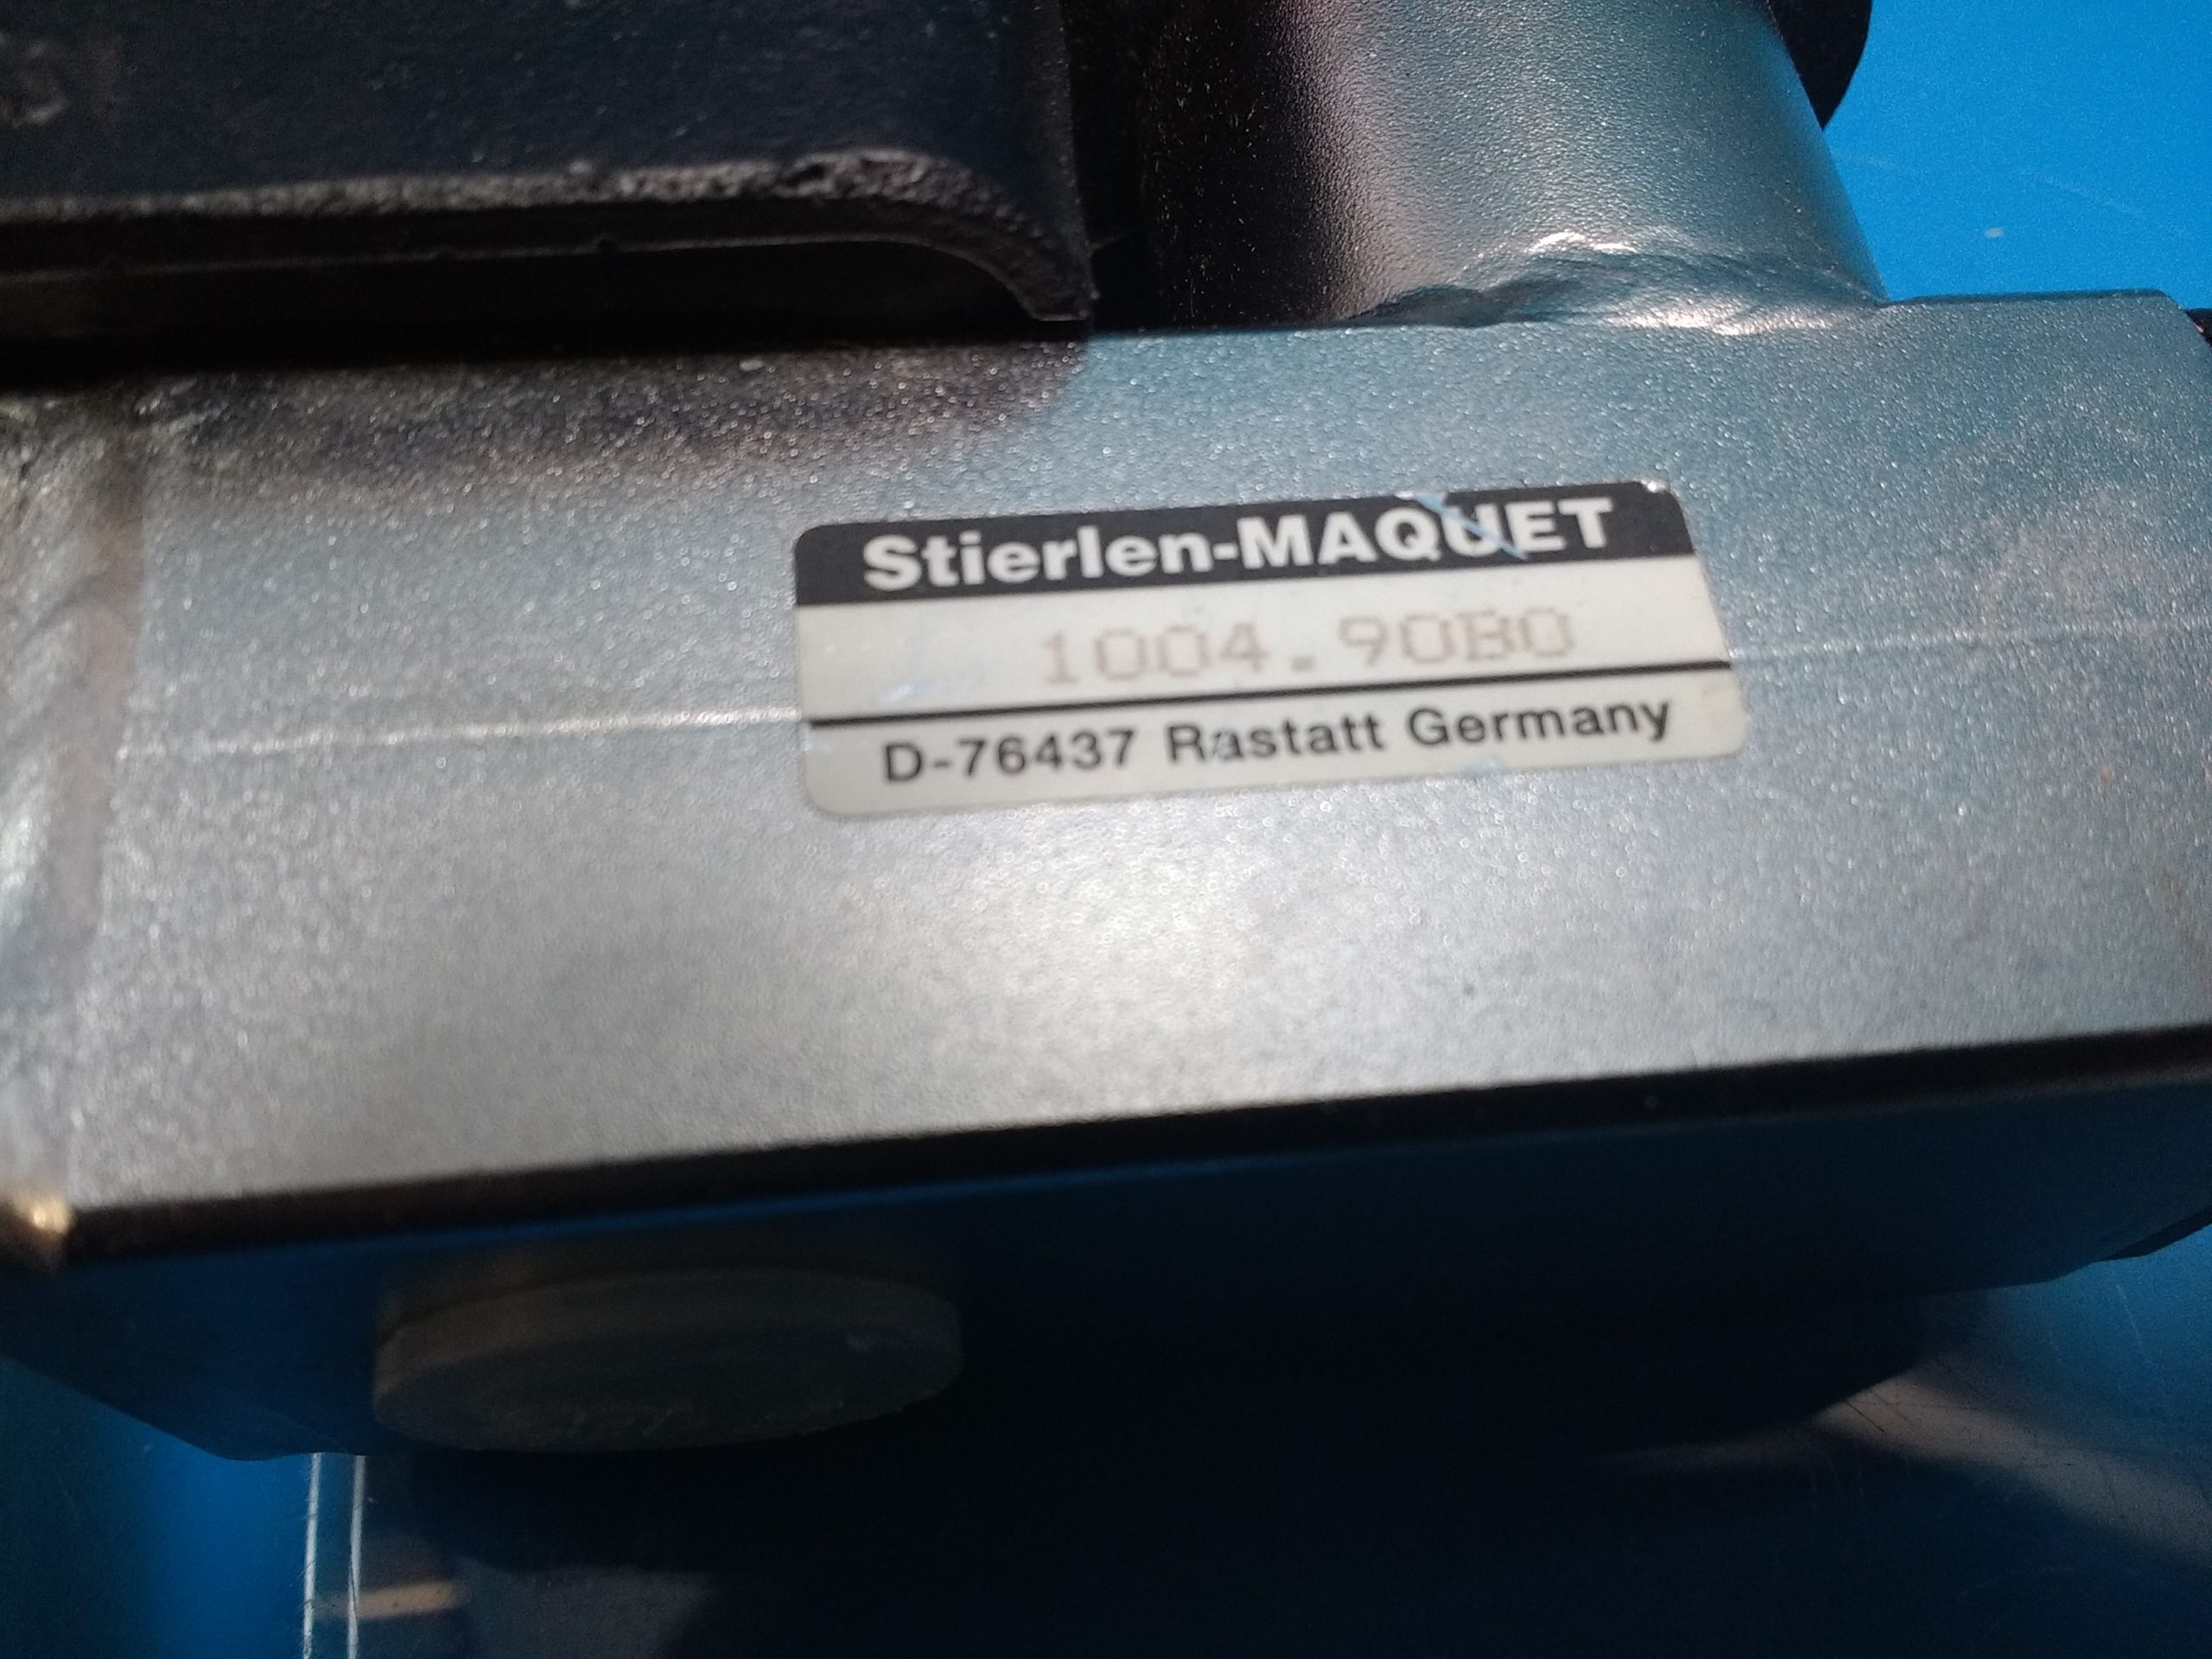 Stierlen-MAQUET
1004.90B0
D-76437 Rastatt Germany